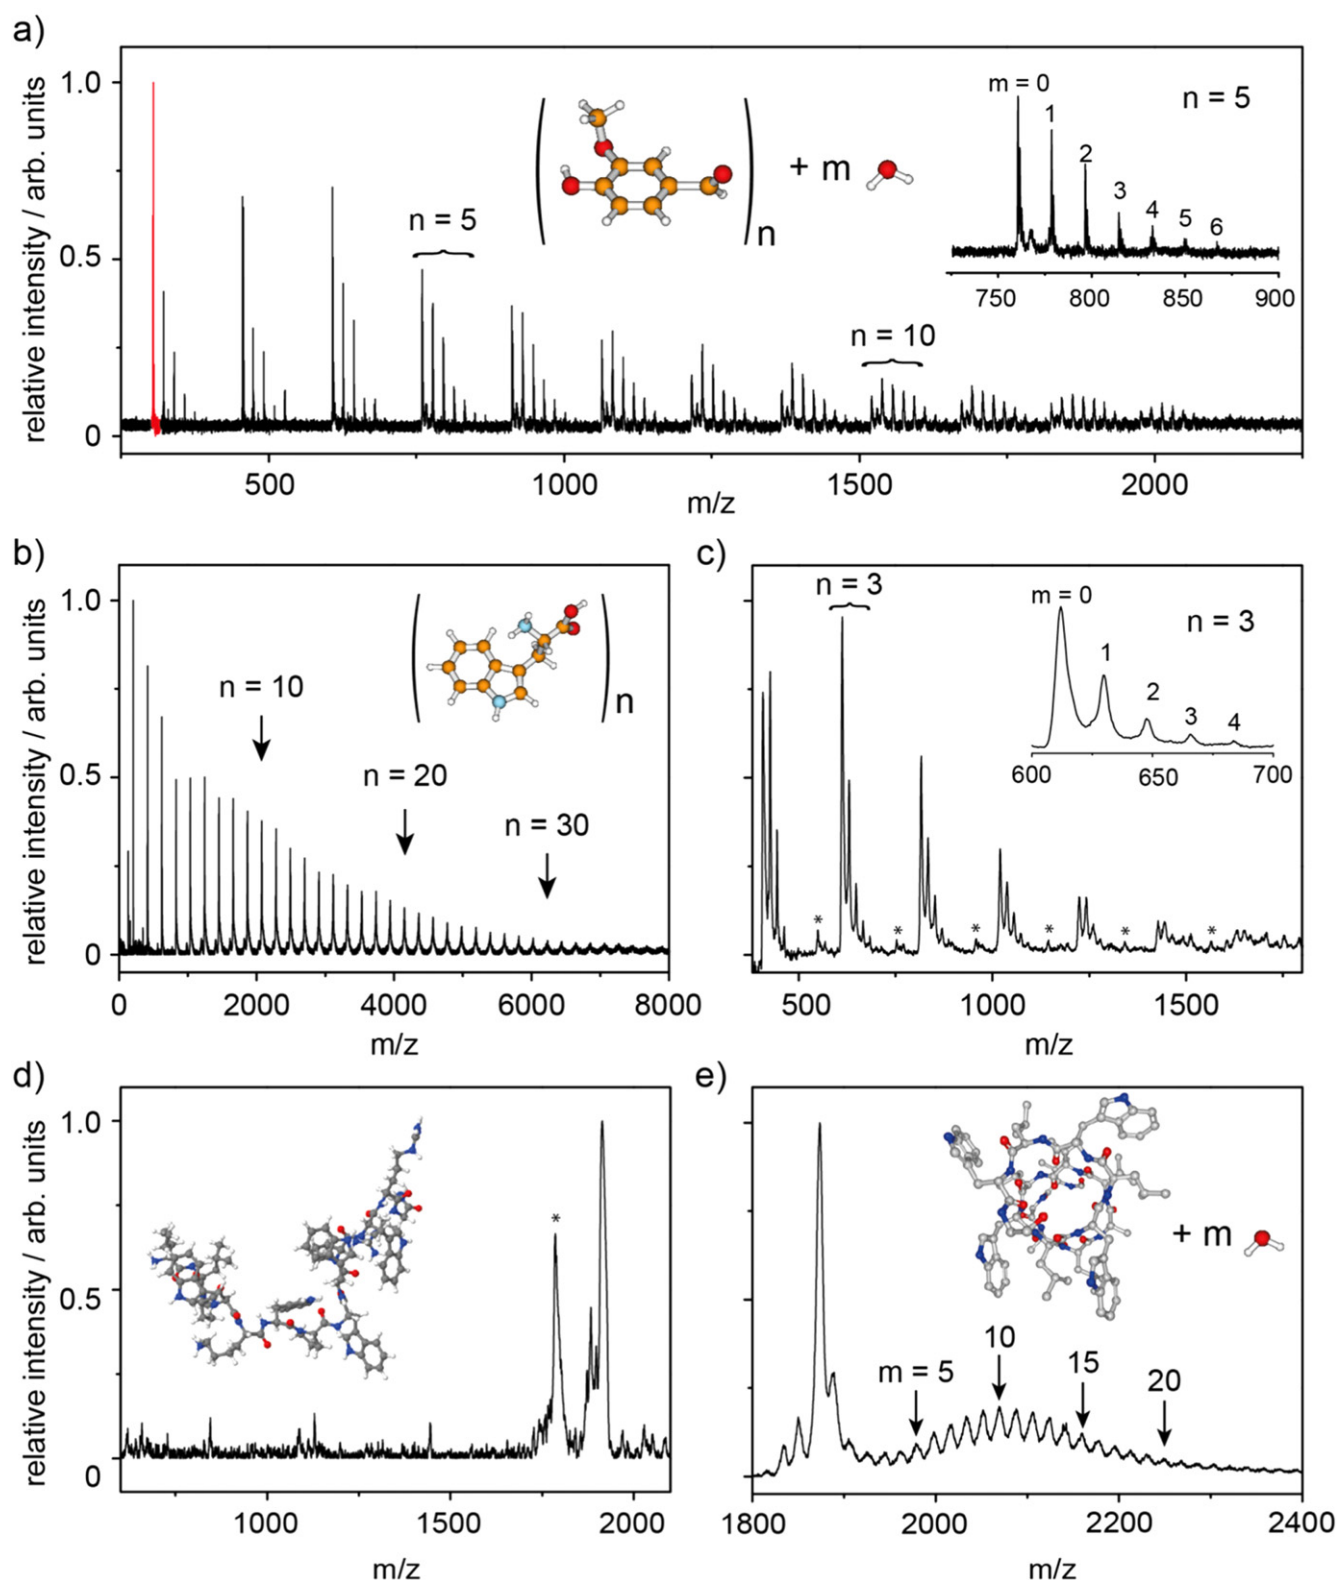 a)
relative intensity / arb. units
1.0
0.5
0
n = 5
n
+ m
n = 10
m = 0
1
2
3
4
5
6
n = 5
750
800
850
900
500
1000
1500
2000
m/z
b)
relative intensity / arb. units
1.0
0.5
0
n = 10
n = 20
n = 30
n
0
2000
4000
6000
8000
m/z
c)
n = 3
m = 0
1
2
3
4
n = 3
600
650
700
*
*
*
*
*
*
500
1000
1500
m/z
d)
relative intensity / arb. units
1.0
0.5
0
*
1000
1500
2000
m/z
e)
+ m
m = 5
10
15
20
1800
2000
2200
2400
m/z